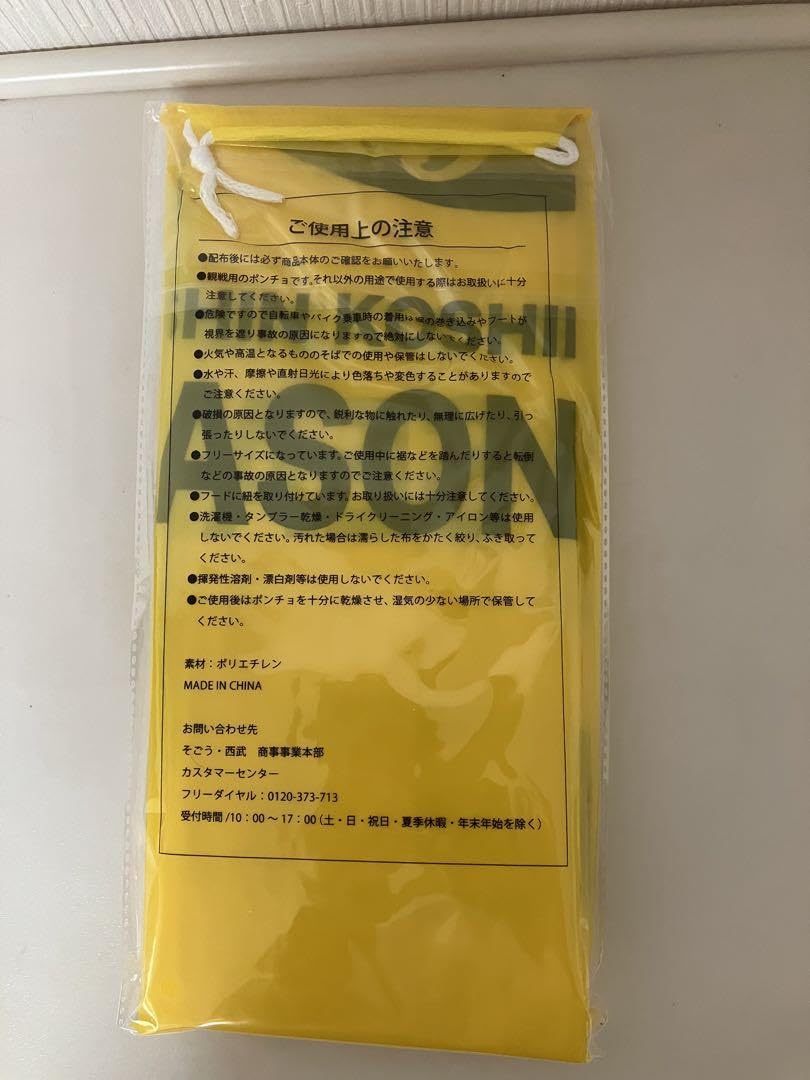 ご使用上の注意
●配布後には必ず商品本体のご確認をお願いいたします。
●観戦用のポンチョです。それ以外の用途で使用する際はお取扱いに十分
注意してください。
●危険ですので自転車やバイク乗車時の着用は裾の巻き込みやフードが
視界を遮り事故の原因になりますので絶対にしないでください。
●火気や高温となるもののそばでの使用や保管はしないでください。
●水や汗、摩擦や直射日光により色落ちや変色することがありますので
ご注意ください。
●破損の原因となりますので、鋭利な物に触れたり、無理に広げたり、引っ
張ったりしないでください。
●フリーサイズになっています。ご使用中に裾などを踏んだりすると転倒
などの事故の原因となりますのでご注意ください。
●フードに紐を取り付けています。お取り扱いには十分注意してください。
●洗濯機・タンブラー乾燥・ドライクリーニング・アイロン等は使用
しないでください。汚れた場合は濡らした布をかたく絞り、ふき取って
ください。
●揮発性溶剤・漂白剤等は使用しないでください。
●ご使用後はポンチョを十分に乾燥させ、湿気の少ない場所で保管して
ください。
素材：ポリエチレン
MADE IN CHINA
お問い合わせ先
そごう・西武　商事事業本部
カスタマーセンター
フリーダイヤル：0120-373-713
受付時間/10：00～17：00（土・日・祝日・夏季休暇・年末年始を除く）
KOSHII
ASON